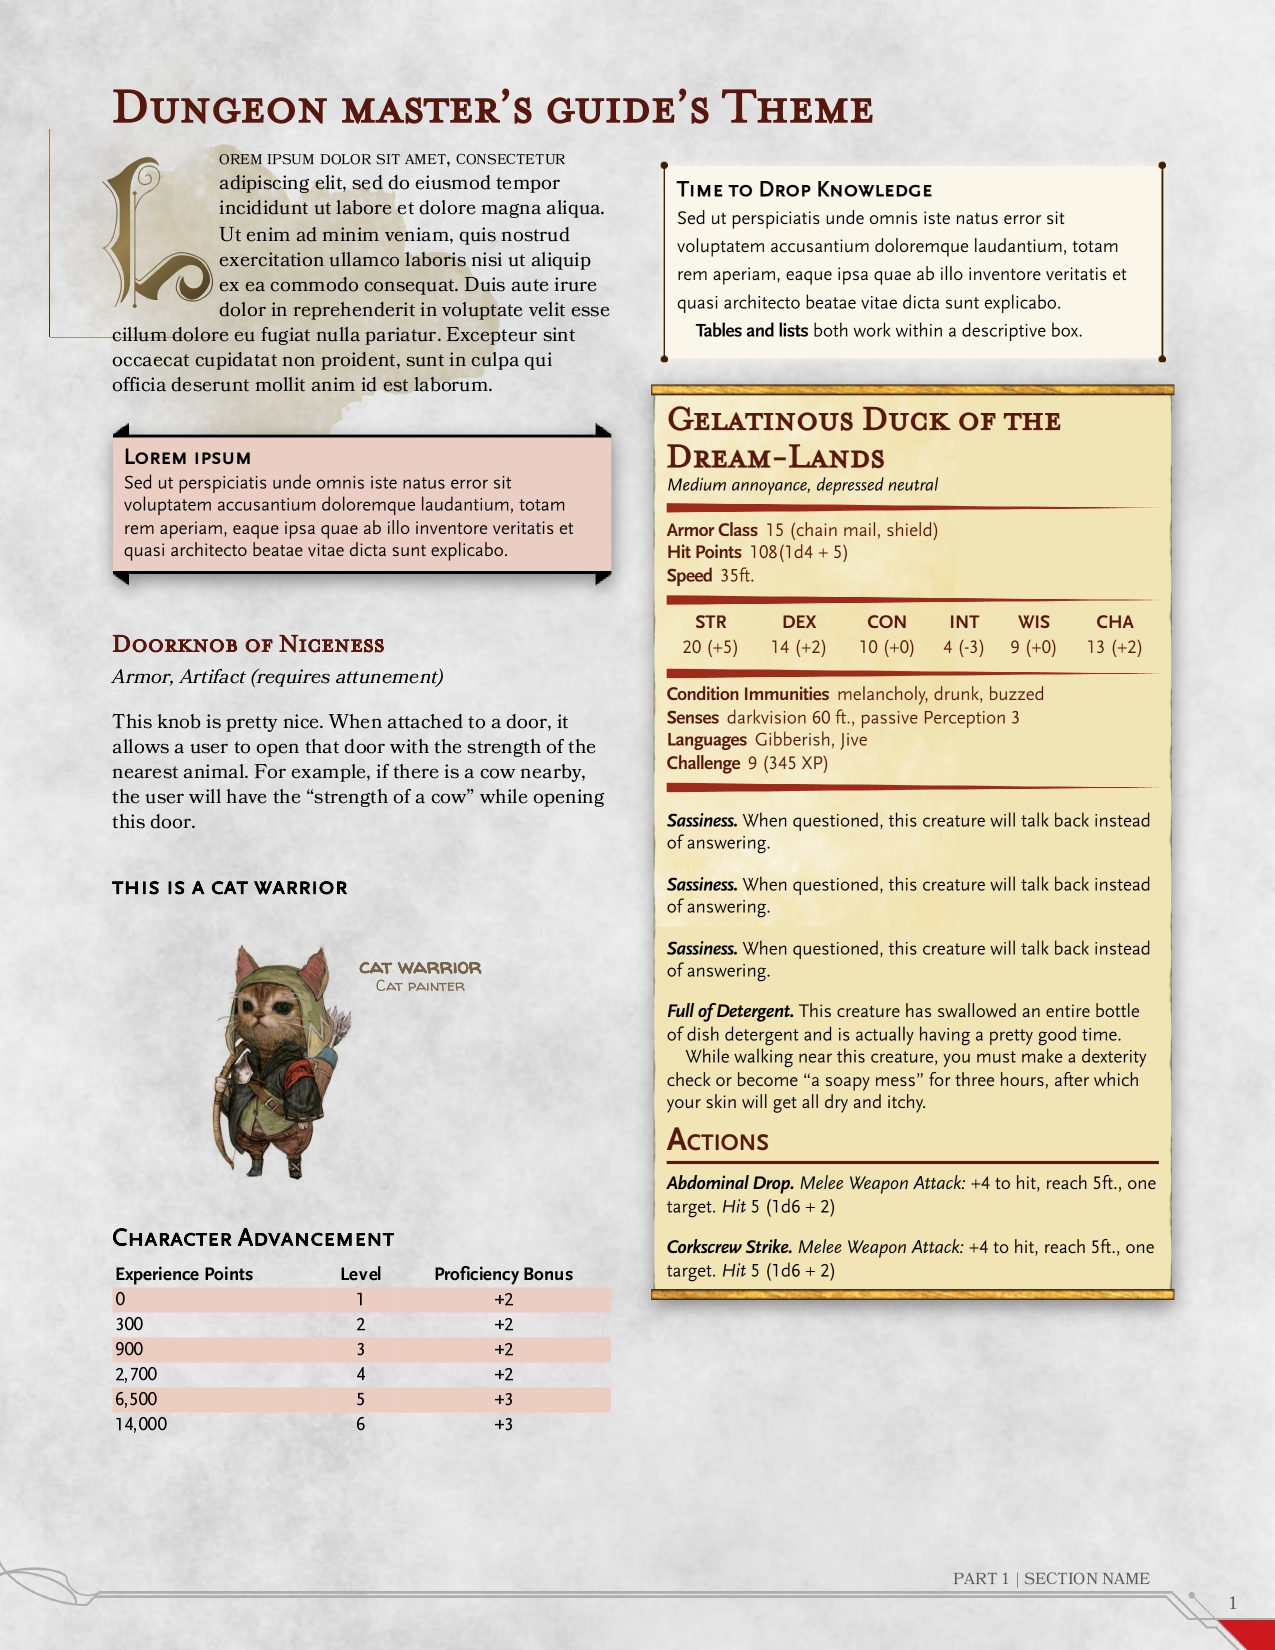 Dungeon master's guide's Theme
Lorem ipsum dolor sit amet, consectetur
adipiscing elit, sed do eiusmod tempor
incididunt ut labore et dolore magna aliqua.
Ut enim ad minim veniam, quis nostrud
exercitation ullamco laboris nisi ut aliquip
ex ea commodo consequat. Duis aute irure
dolor in reprehenderit in voluptate velit esse
cillum dolore eu fugiat nulla pariatur. Excepteur sint
occaecat cupidatat non proident, sunt in culpa qui
officia deserunt mollit anim id est laborum.
Lorem ipsum
Sed ut perspiciatis unde omnis iste natus error sit
voluptatem accusantium doloremque laudantium, totam
rem aperiam, eaque ipsa quae ab illo inventore veritatis et
quasi architecto beatae vitae dicta sunt explicabo.
Doorknob of Niceness
Armor, Artifact (requires attunement)
This knob is pretty nice. When attached to a door, it
allows a user to open that door with the strength of the
nearest animal. For example, if there is a cow nearby,
the user will have the “strength of a cow” while opening
this door.
this is a cat warrior
Cat Warrior
Cat painter
Character Advancement
Experience Points Level Proficiency Bonus
0 1 +2
300 2 +2
900 3 +2
2,700 4 +2
6,500 5 +3
14,000 6 +3
Time to Drop Knowledge
Sed ut perspiciatis unde omnis iste natus error sit
voluptatem accusantium doloremque laudantium, totam
rem aperiam, eaque ipsa quae ab illo inventore veritatis et
quasi architecto beatae vitae dicta sunt explicabo.
Tables and lists both work within a descriptive box.
Gelatinous Duck of the
Dream-Lands
Medium annoyance, depressed neutral
Armor Class 15 (chain mail, shield)
Hit Points 108(1d4 + 5)
Speed 35ft.
STR DEX CON INT WIS CHA
20 (+5) 14 (+2) 10 (+0) 4 (-3) 9 (+0) 13 (+2)
Condition Immunities melancholy, drunk, buzzed
Senses darkvision 60 ft., passive Perception 3
Languages Gibberish, Jive
Challenge 9 (345 XP)
Sassiness. When questioned, this creature will talk back instead
of answering.
Sassiness. When questioned, this creature will talk back instead
of answering.
Sassiness. When questioned, this creature will talk back instead
of answering.
Full of Detergent. This creature has swallowed an entire bottle
of dish detergent and is actually having a pretty good time.
While walking near this creature, you must make a dexterity
check or become “a soapy mess” for three hours, after which
your skin will get all dry and itchy.
Actions
Abdominal Drop. Melee Weapon Attack: +4 to hit, reach 5ft., one
target. Hit 5 (1d6 + 2)
Corkscrew Strike. Melee Weapon Attack: +4 to hit, reach 5ft., one
target. Hit 5 (1d6 + 2)
PART 1 | SECTION NAME
1